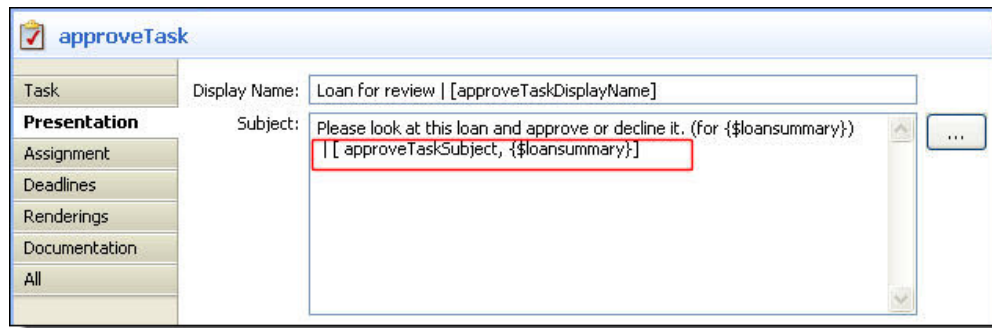 approveTask
Task
Display Name: Loan for review | [approveTaskDisplayName]
Presentation
Subject: Please look at this loan and approve or decline it. (for {$loansummary})
| [ approveTaskSubject, {$loansummary}]
...
Assignment
Deadlines
Renderings
Documentation
All